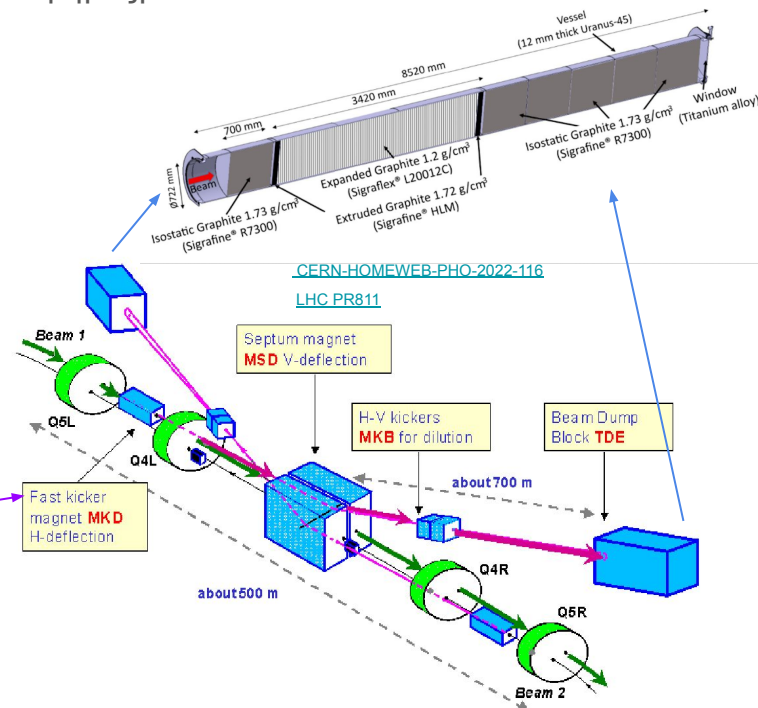 Vessel
(12 mm thick Uranus-45)
8520 mm
3420 mm
700 mm
Ø722 mm
Beam
Window
(Titanium alloy)
Isostatic Graphite 1.73 g/cm³
(Sigrafine® R7300)
Expanded Graphite 1.2 g/cm³
(Sigraflex® L20012C)
Extruded Graphite 1.72 g/cm³
(Sigrafine® HLM)
Isostatic Graphite 1.73 g/cm³
(Sigrafine® R7300)
CERN-HOMEWEB-PHO-2022-116
LHC PR811
Beam 1
Septum magnet
MSD V-deflection
Q5L
Q4L
H-V kickers
MKB for dilution
Beam Dump
Block TDE
about 700 m
Fast kicker
magnet MKD
H-deflection
about 500 m
Q4R
Q5R
Beam 2